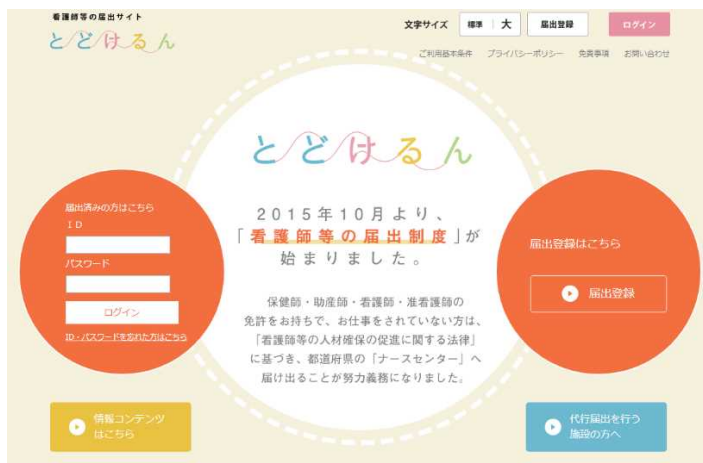 看護師等の届出サイト
とどけるん
文字サイズ 標準 大 届出登録 ログイン
ご利用基本条件 プライバシーポリシー 免責事項 お問い合わせ
とどけるん
2015年10月より、
「看護師等の届出制度」が
始まりました。
保健師・助産師・看護師・准看護師の
免許をお持ちで、お仕事をされていない方は、
「看護師等の人材確保の促進に関する法律」
に基づき、都道府県の「ナースセンター」へ
届け出ることが努力義務になりました。
届出済みの方はこちら
ID
パスワード
ログイン
ID・パスワードを忘れた方はこちら
届出登録はこちら
届出登録
情報コンテンツ
はこちら
代行届出を行う
施設の方へ